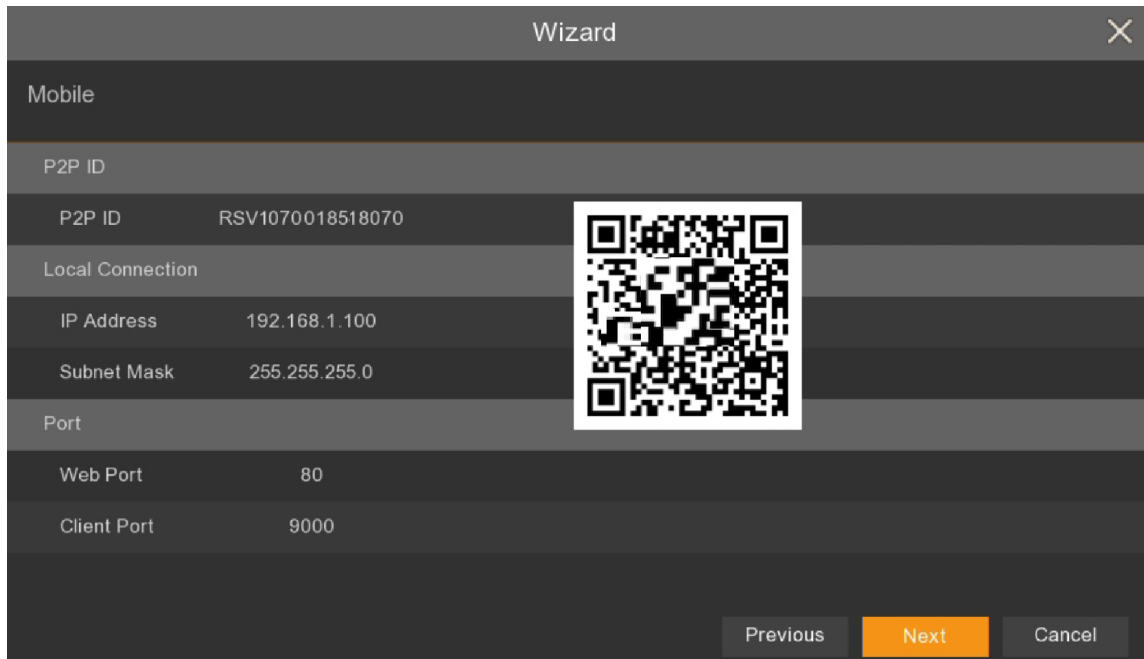 Wizard
Mobile
P2P ID
P2P ID RSV1070018518070
Local Connection
IP Address 192.168.1.100
Subnet Mask 255.255.255.0
Port
Web Port 80
Client Port 9000
Previous Next Cancel